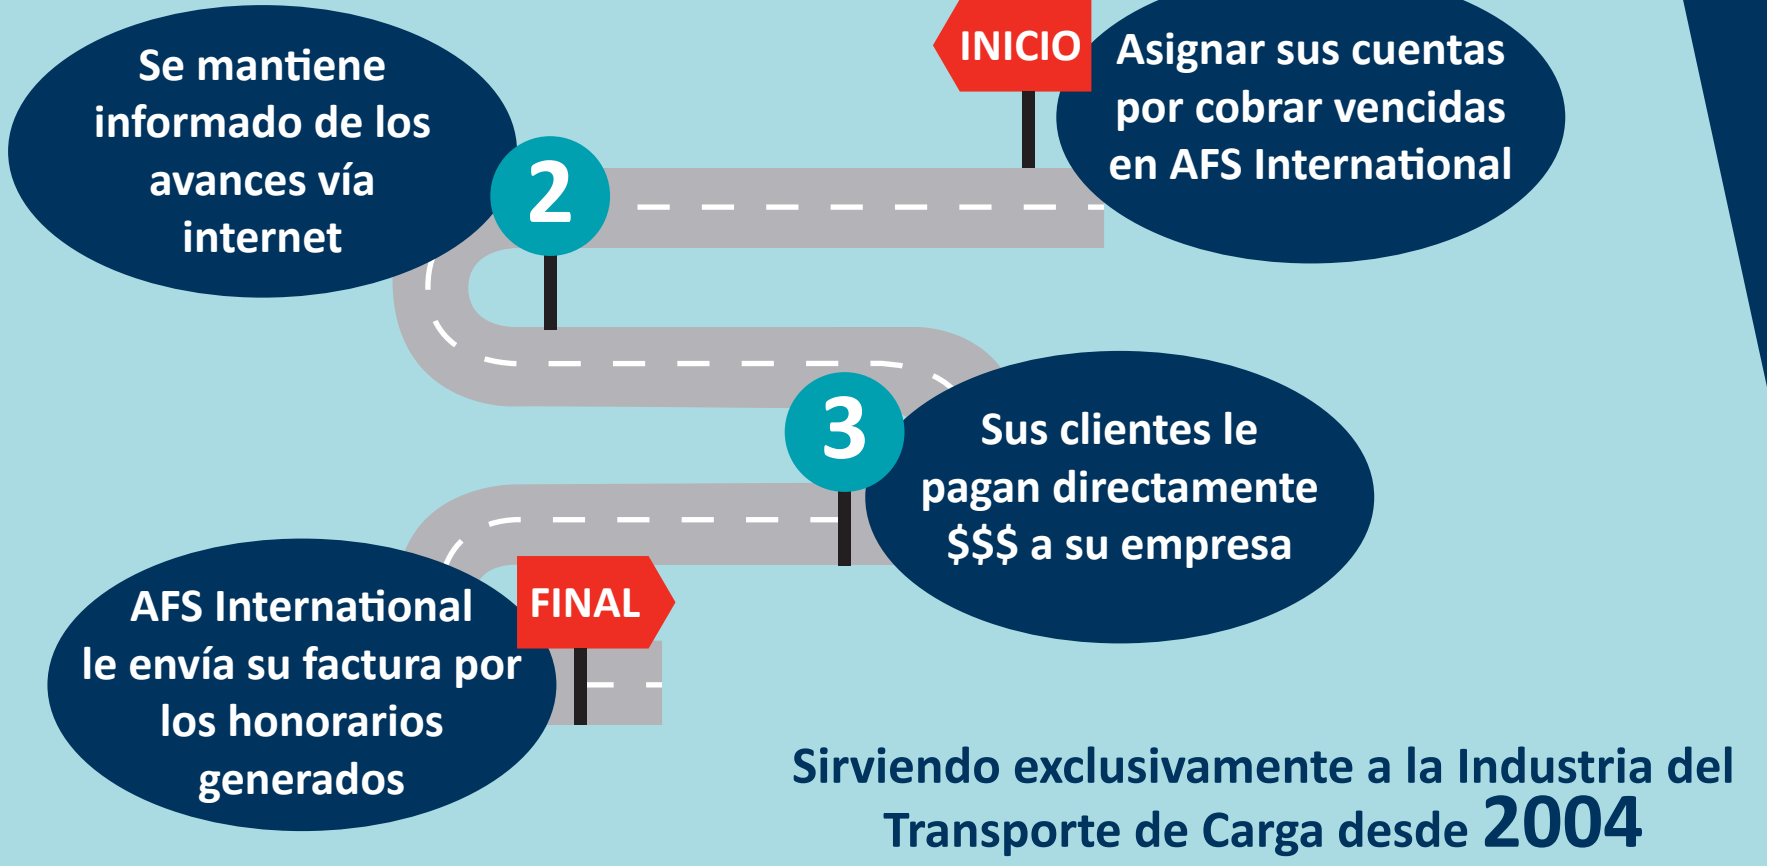 INICIO
Asignar sus cuentas
por cobrar vencidas
en AFS International
Se mantiene
informado de los
avances vía
internet
2
3
Sus clientes le
pagan directamente
$$$ a su empresa
FINAL
AFS International
le envía su factura por
los honorarios
generados
Sirviendo exclusivamente a la Industria del
Transporte de Carga desde 2004